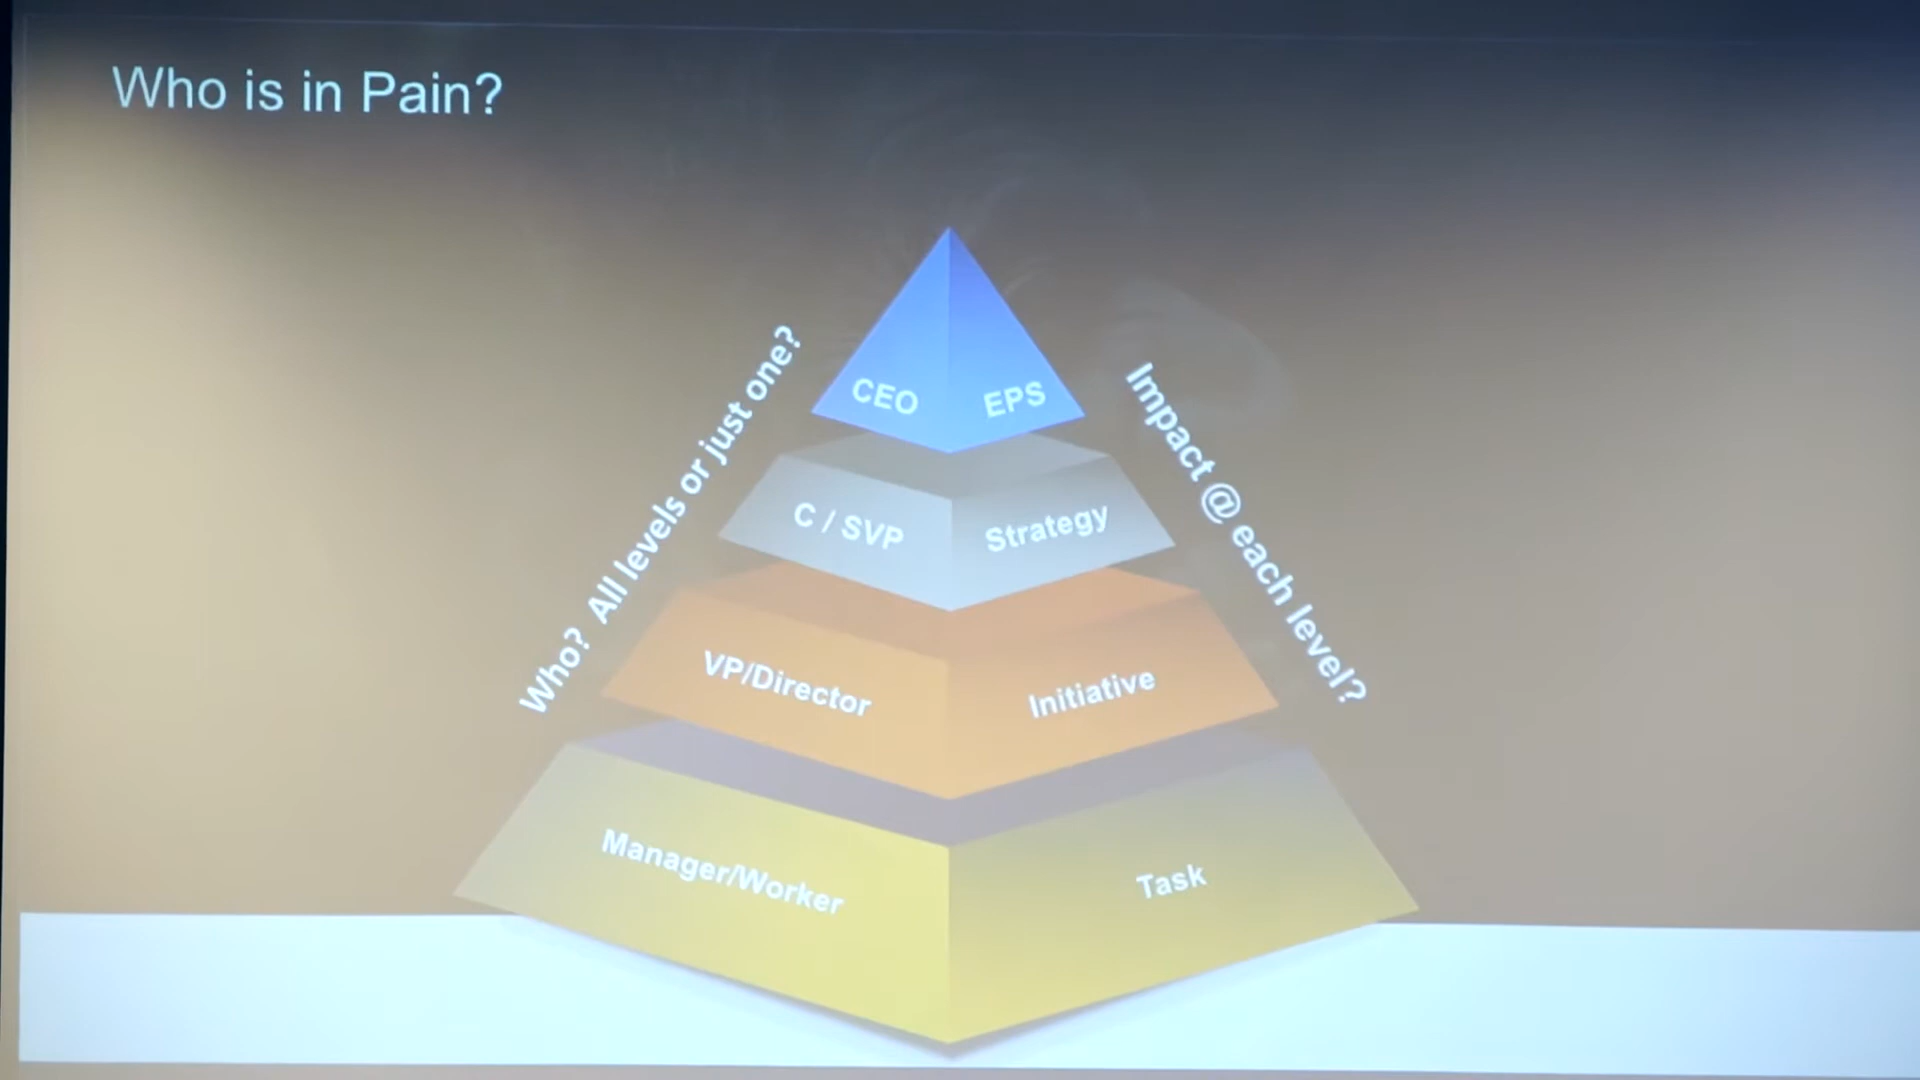 Who is in Pain?
Who? All levels or just one?
Impact @ each level?
CEO
EPS
C / SVP
Strategy
VP/Director
Initiative
Manager/Worker
Task